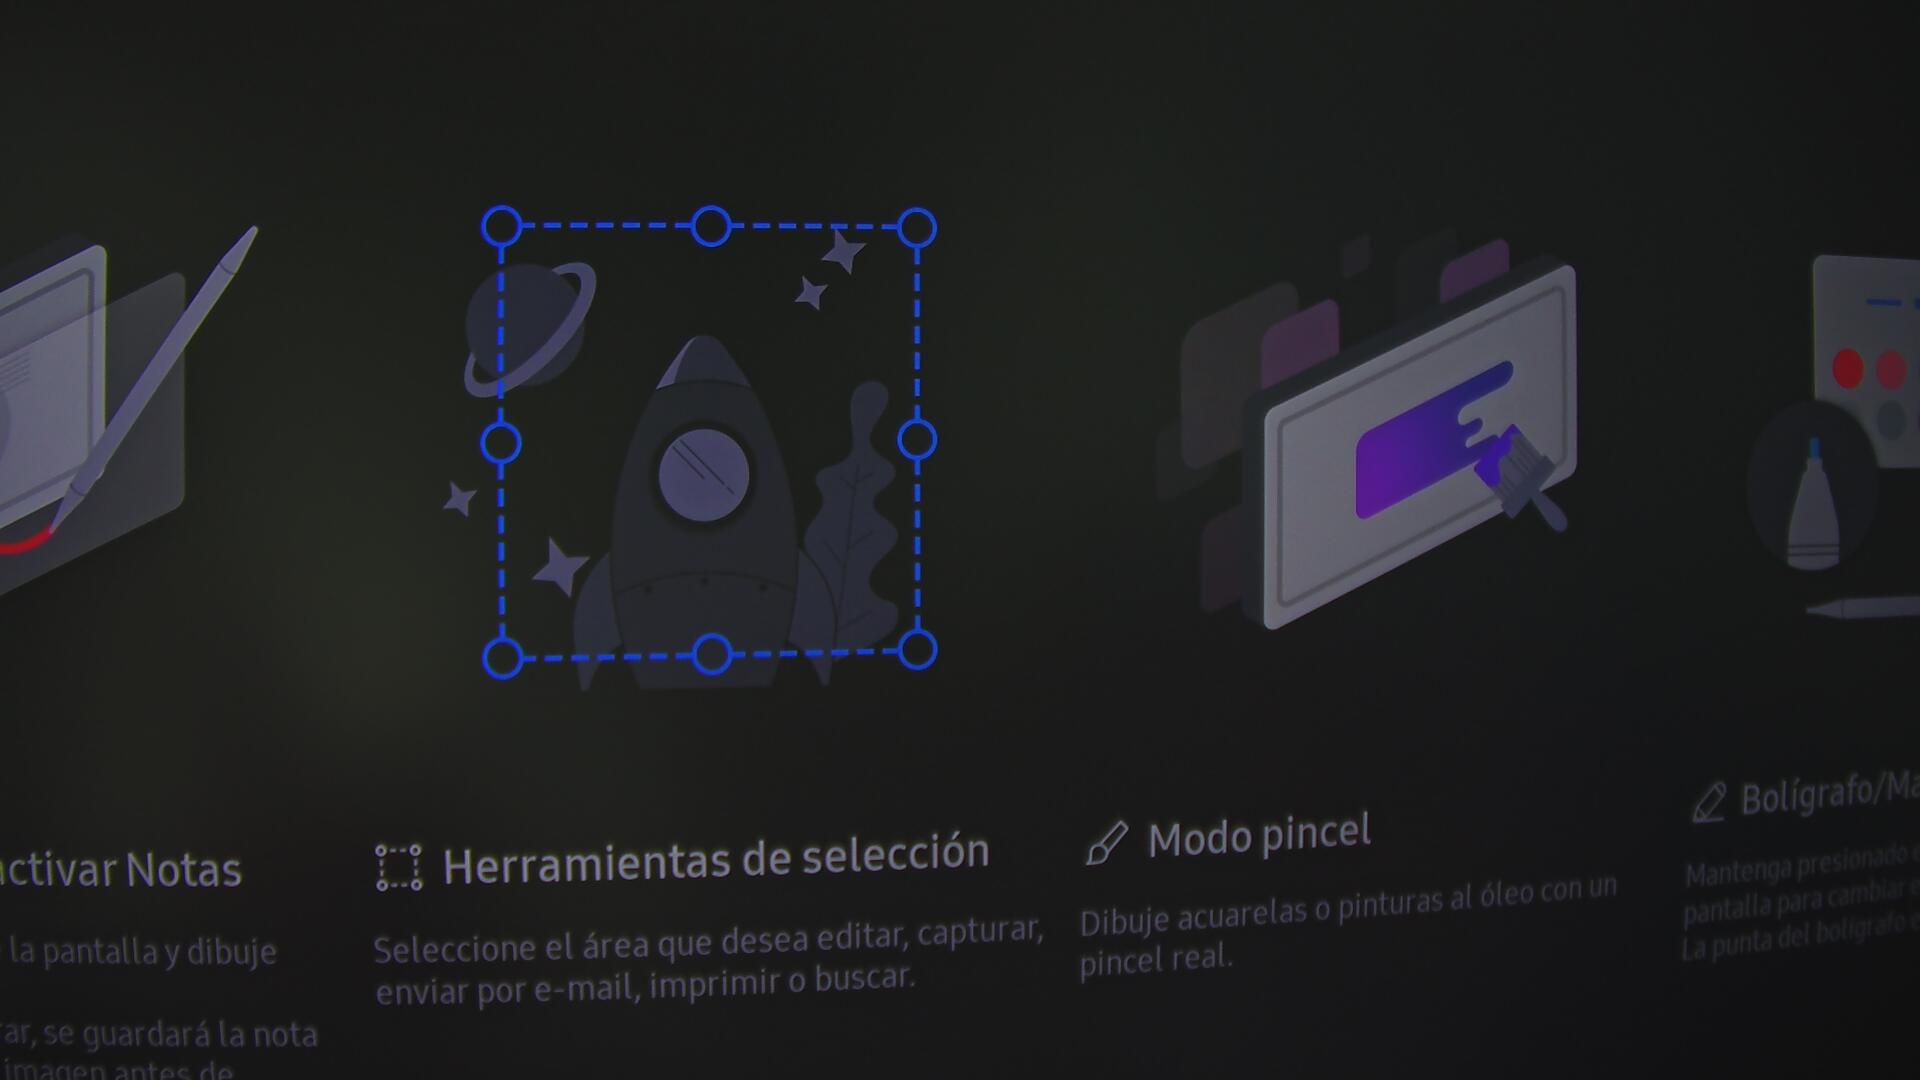 activar Notas
la pantalla y dibuje
se guardará la nota
imagen antes de
Herramientas de selección
Seleccione el área que desea editar, capturar,
enviar por e-mail, imprimir o buscar.
Modo pincel
Dibuje acuarelas o pinturas al óleo con un
pincel real.
Bolígrafo/Ma
Mantenga presionado
pantalla para cambiar
La punta del bolígrafo